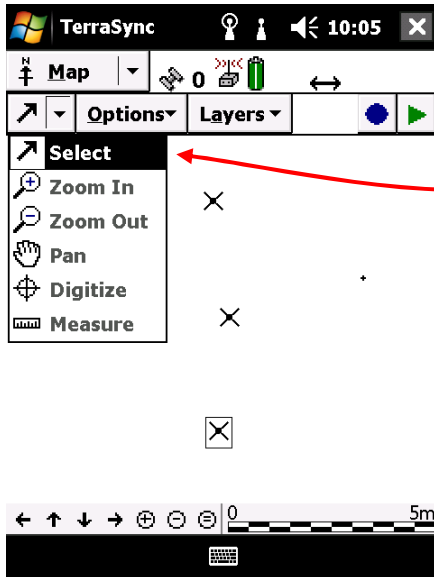 TerraSync 10:05
N
Map 0
Options Layers
Select
Zoom In
Zoom Out
Pan
Digitize
Measure
0 5m